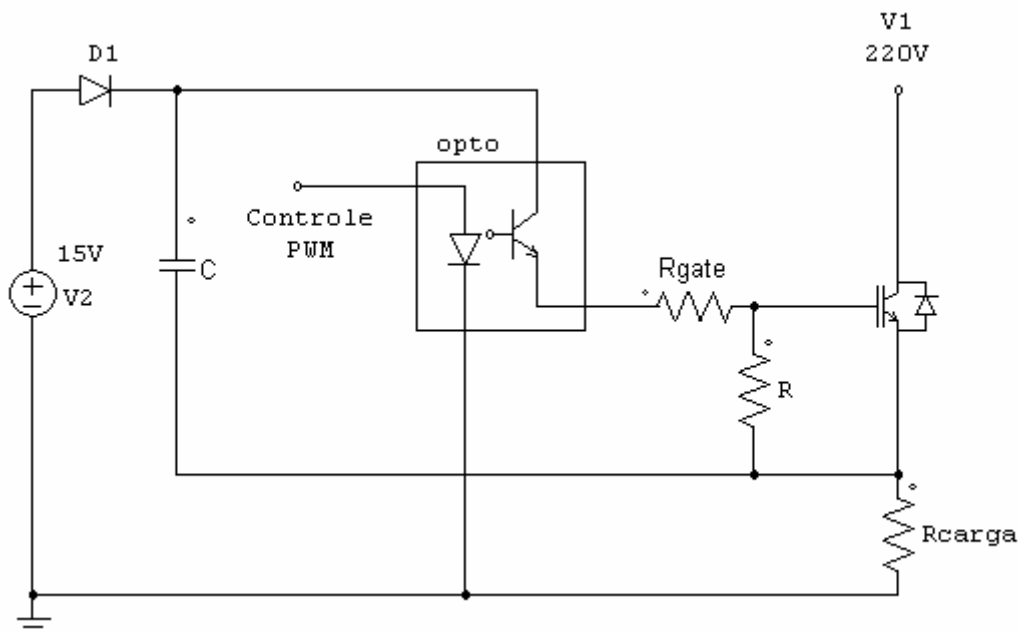 V1
220V
D1
opto
Controle
PWM
15V
V2
C
Rgate
R
Rcarga